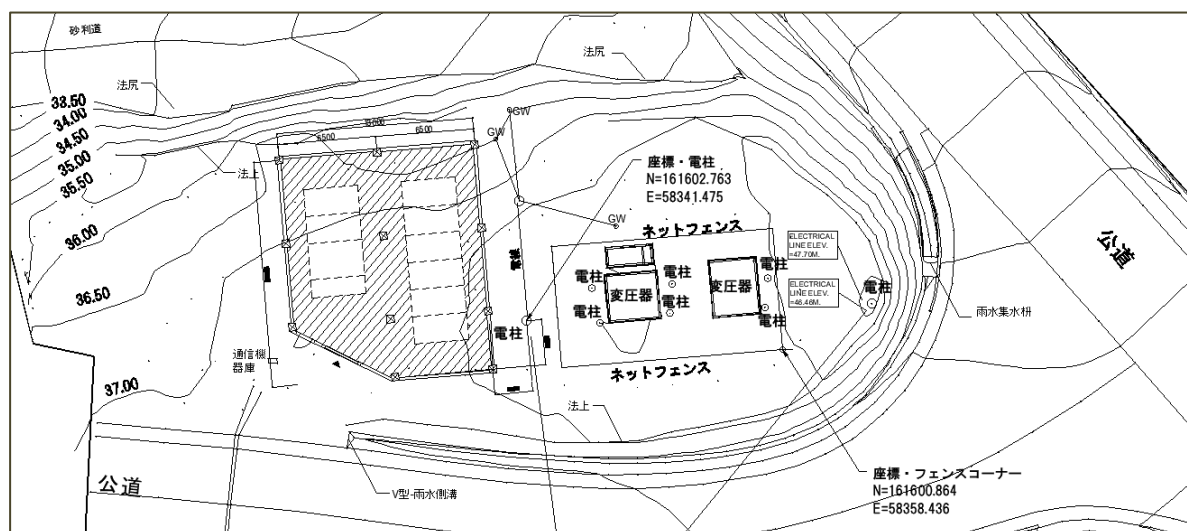 砂利道
法尻
法尻
33.50
34.00
34.50
35.00
35.50
36.00
36.50
37.00
13000
6500
6500
GW
GW
GW
法上
座標・電柱
N=161602.763
E=58341.475
ネットフェンス
電線
ELECTRICAL
LINE ELEV.
=47.70M.
ELECTRICAL
LINE ELEV.
=46.46M.
公道
電柱
電柱
電柱
電柱
電柱
電柱
電柱
電柱
変圧器
変圧器
雨水集水桝
通信機
器庫
ネットフェンス
法上
公道
V型-雨水側溝
座標・フェンスコーナー
N=161600.864
E=58358.436